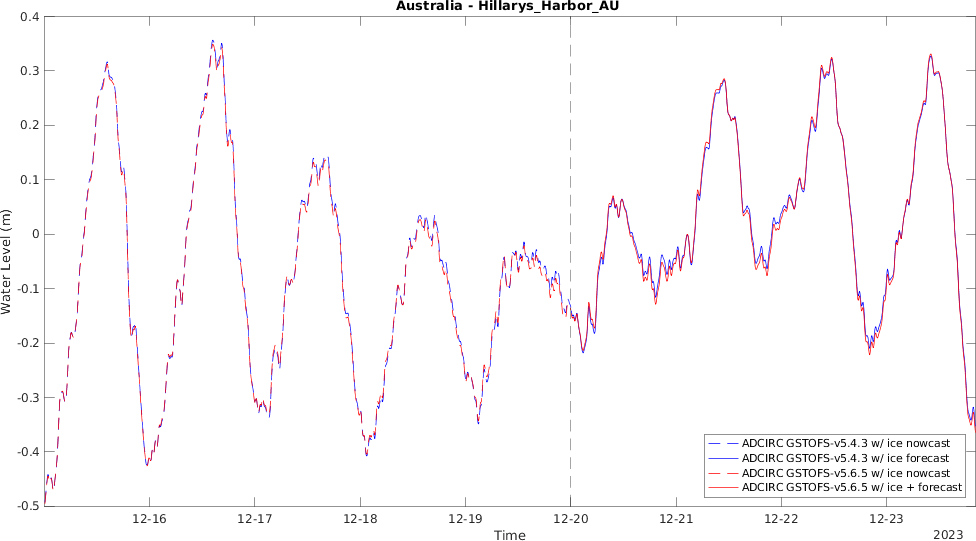 Australia - Hillarys_Harbor_AU
0.4
0.3
0.2
0.1
0
-0.1
-0.2
-0.3
-0.4
-0.5
Water Level (m)
12-16 12-17 12-18 12-19 12-20 12-21 12-22 12-23
Time
2023
ADCIRC GSTOFS-v5.4.3 w/ ice nowcast
ADCIRC GSTOFS-v5.4.3 w/ ice forecast
ADCIRC GSTOFS-v5.6.5 w/ ice nowcast
ADCIRC GSTOFS-v5.6.5 w/ ice + forecast